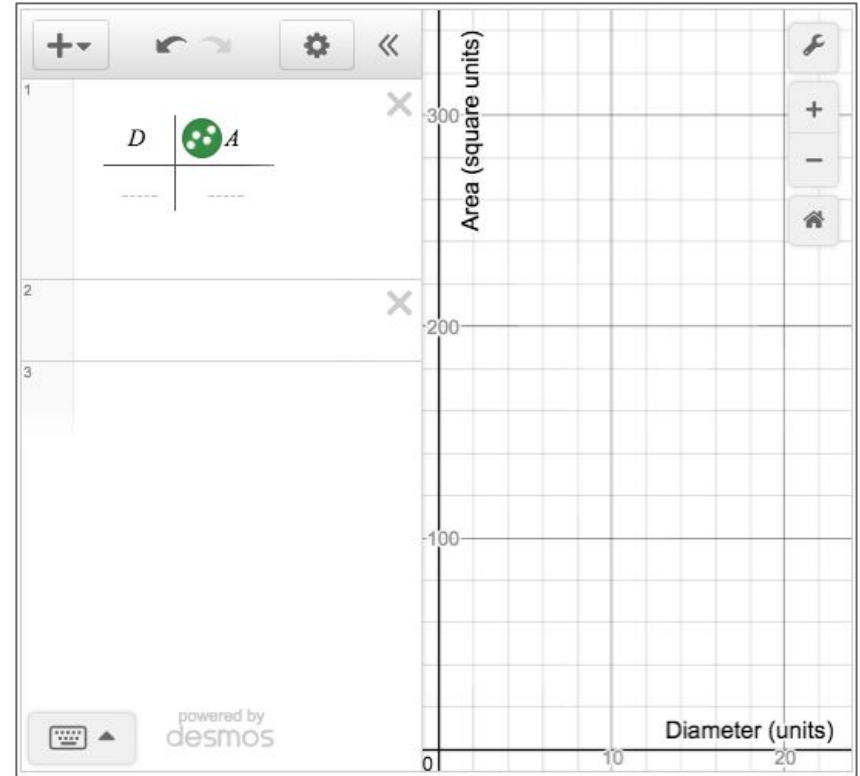 1
D A
2
3
powered by
desmos
Area (square units)
300
200
100
0
10
20
Diameter (units)